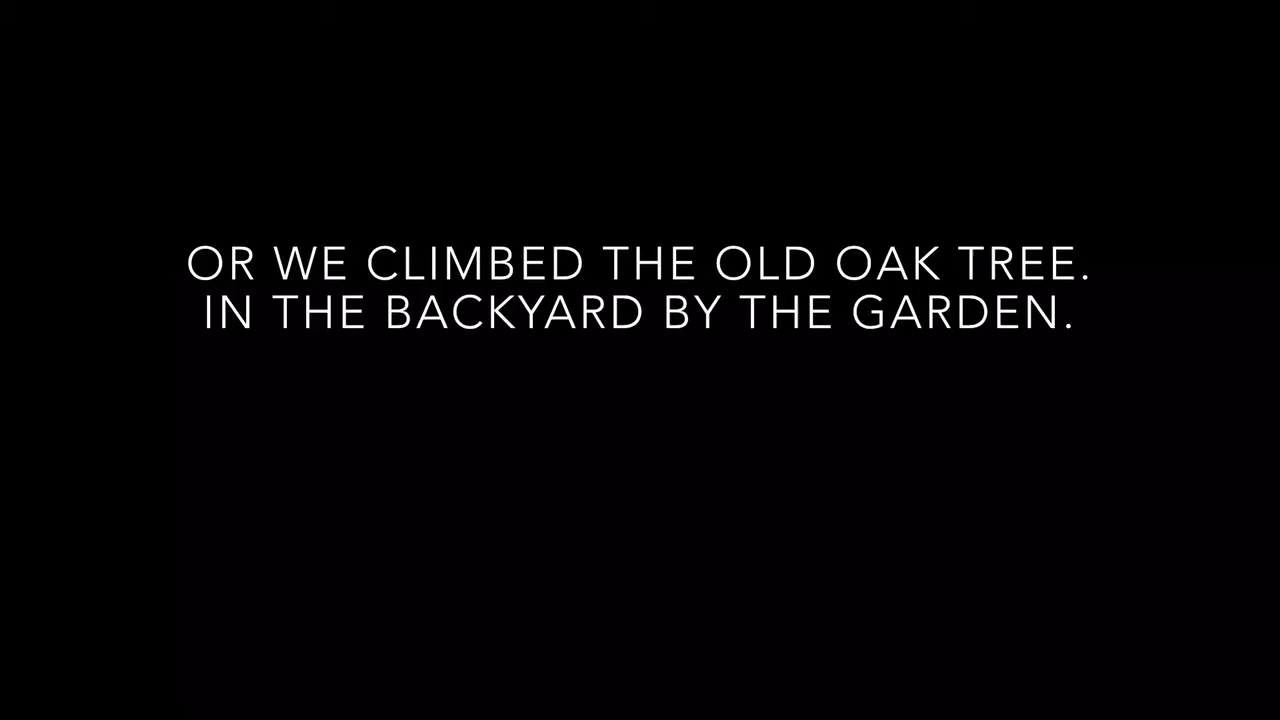 OR WE CLIMBED THE OLD OAK TREE.
IN THE BACKYARD BY THE GARDEN.